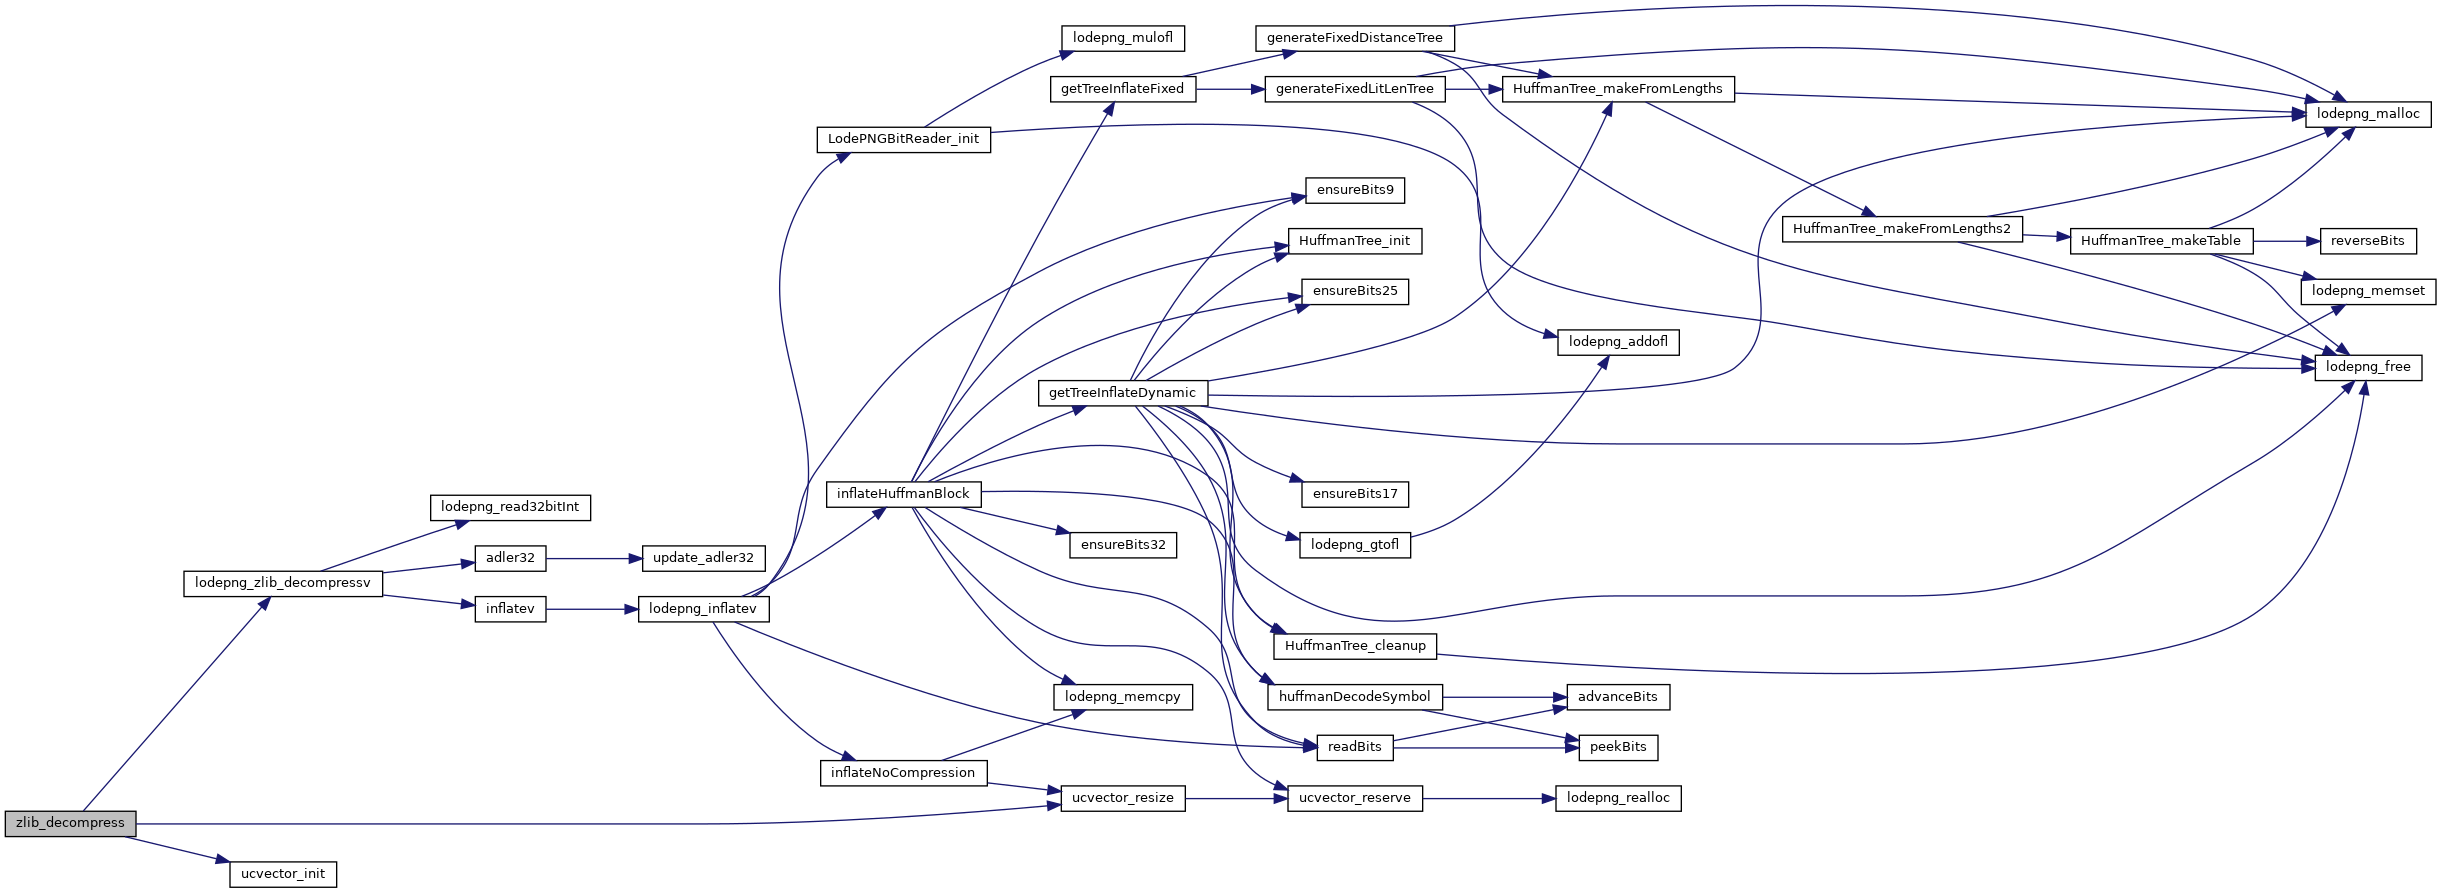 zlib_decompress
lodepng_zlib_decompressv
ucvector_init
lodepng_read32bitInt
adler32
inflatev
update_adler32
lodepng_inflatev
LodePNGBitReader_init
inflateHuffmanBlock
inflateNoCompression
lodepng_mulofl
getTreeInflateFixed
getTreeInflateDynamic
ensureBits32
lodepng_memcpy
ucvector_resize
generateFixedDistanceTree
generateFixedLitLenTree
ensureBits9
HuffmanTree_init
ensureBits25
ensureBits17
lodepng_gtofl
HuffmanTree_cleanup
huffmanDecodeSymbol
readBits
ucvector_reserve
HuffmanTree_makeFromLengths
lodepng_addofl
advanceBits
peekBits
lodepng_realloc
HuffmanTree_makeFromLengths2
HuffmanTree_makeTable
lodepng_malloc
reverseBits
lodepng_memset
lodepng_free